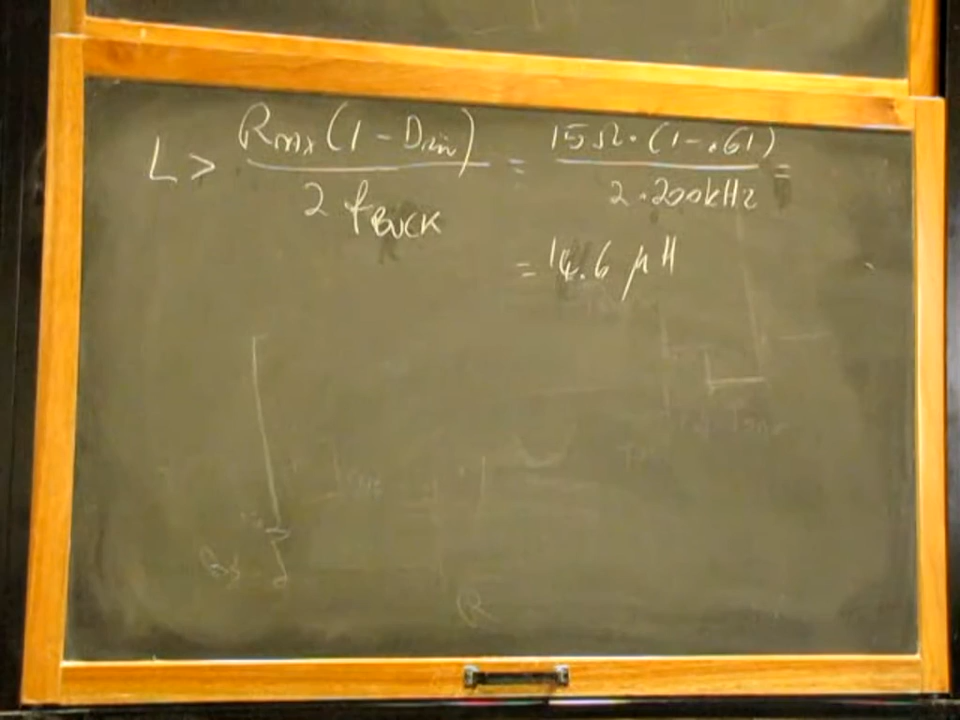 L > Rmax (1 - Dmin) / 2 fBUCK = 15Ω · (1 - .61) / 2 · 200kHz =
= 14.6 μH